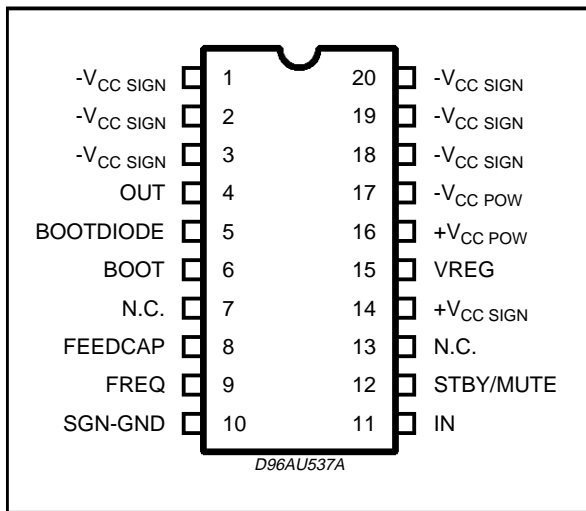 -VCC SIGN 1 20 -VCC SIGN
-VCC SIGN 2 19 -VCC SIGN
-VCC SIGN 3 18 -VCC SIGN
OUT 4 17 -VCC POW
BOOTDIODE 5 16 +VCC POW
BOOT 6 15 VREG
N.C. 7 14 +VCC SIGN
FEEDCAP 8 13 N.C.
FREQ 9 12 STBY/MUTE
SGN-GND 10 11 IN
D96AU537A